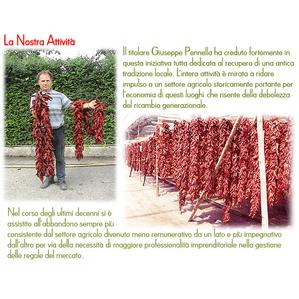 La Nostra Attività
Il titolare Giuseppe Pennella ha creduto fortemente in
questa iniziativa tutta dedicata al recupero di una antica
tradizione locale. L'intera attività è mirata a ridare
impulso a un settore agricolo storicamente portante per
l'economia di questi luoghi che risente della debolezza
del ricambio generazionale.
Nel corso degli ultimi decenni si è
assistito all'abbandono sempre più
consistente dal settore agricolo divenuto meno remunerativo da un lato e più impegnativo
dall'altro per via della necessità di maggiore professionalità imprenditoriale nella gestione
delle regole del mercato.